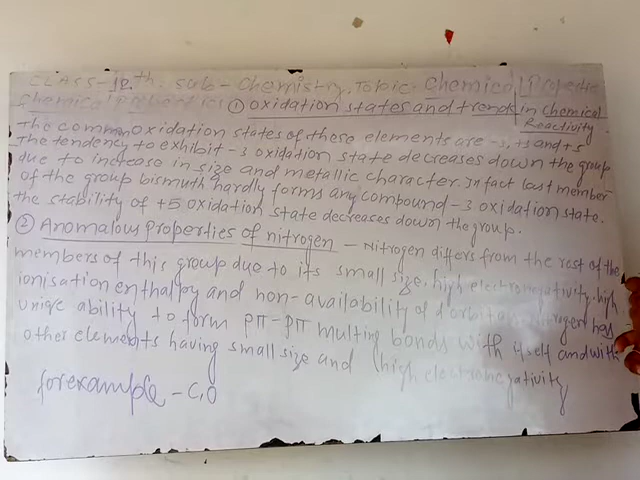 CLASS-12th. Sub - Chemistry. Topic. Chemical Propertie
Chemical Properties ① Oxidation states and trends in Chemical
Reactivity.
The common oxidation states of these elements are -3, +3 and +5
The tendency to exhibit -3 oxidation state decreases down the group
due to increase in size and metallic character. In fact last member
of the group bismuth hardly forms any compound -3 oxidation state.
the stability of +5 oxidation state decreases down the group.
② Anomalous Properties of nitrogen - Nitrogen differs from the rest of the
members of this group due to its small size, high electronegativity, high
ionisation enthalpy and non-availability of d orbitals. Nitrogen has
unique ability to form pπ-pπ multing bonds with itself and with
other elements having small size and (high electronegativity
for example - C, O